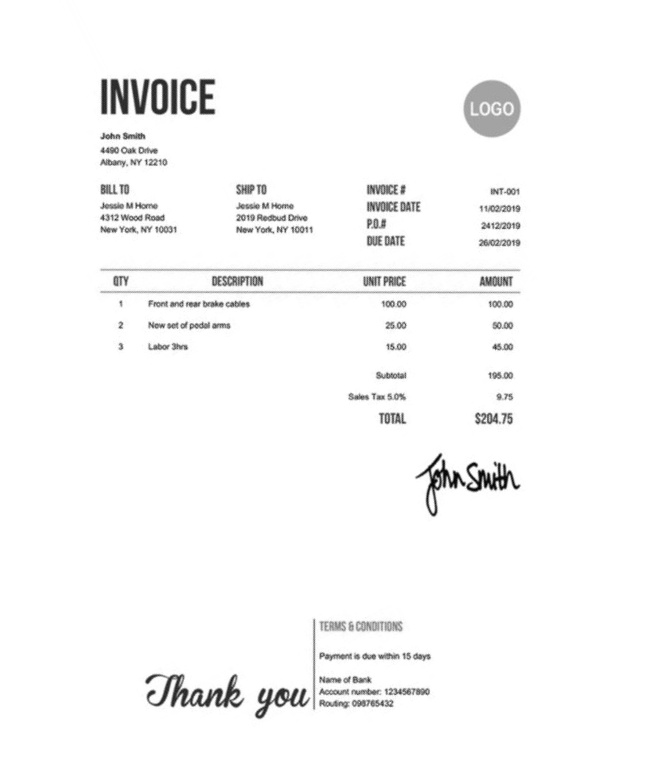 INVOICE
LOGO
John Smith
4490 Oak Drive
Albany, NY 12210
BILL TO
Jessie M Horne
4312 Wood Road
New York, NY 10031
SHIP TO
Jessie M Horne
2019 Redbud Drive
New York, NY 10011
INVOICE # INT-001
INVOICE DATE 11/02/2019
P.O.# 2412/2019
DUE DATE 26/02/2019
QTY DESCRIPTION UNIT PRICE AMOUNT
1 Front and rear brake cables 100.00 100.00
2 New set of pedal arms 25.00 50.00
3 Labor 3hrs 15.00 45.00
Subtotal 195.00
Sales Tax 5.0% 9.75
TOTAL $204.75
John Smith
Thank you
TERMS & CONDITIONS
Payment is due within 15 days
Name of Bank
Account number: 1234567890
Routing: 098765432